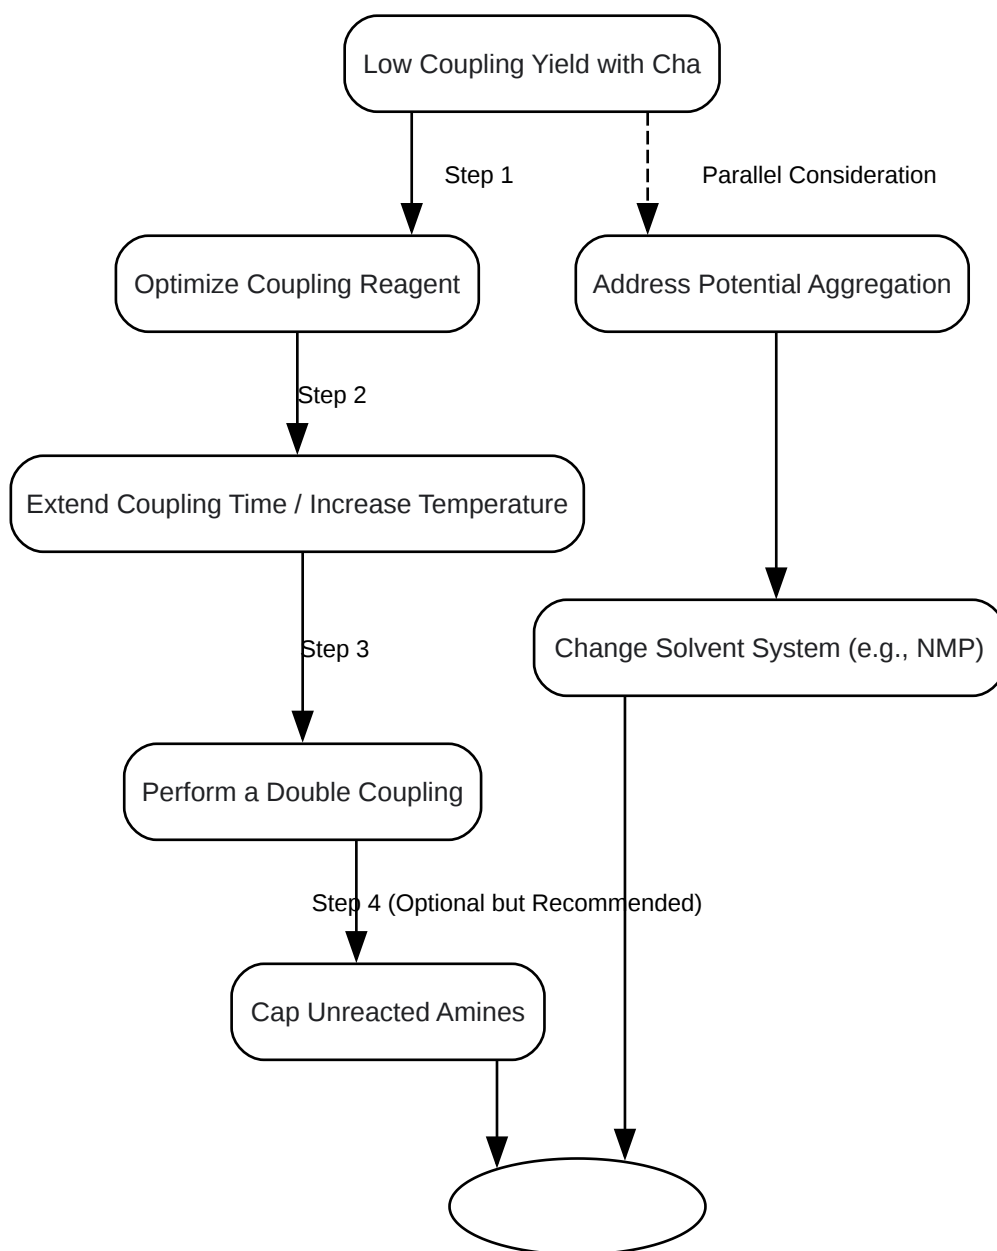 Low Coupling Yield with Cha
Step 1
Parallel Consideration
Optimize Coupling Reagent
Address Potential Aggregation
Step 2
Extend Coupling Time / Increase Temperature
Step 3
Change Solvent System (e.g., NMP)
Perform a Double Coupling
Step 4 (Optional but Recommended)
Cap Unreacted Amines